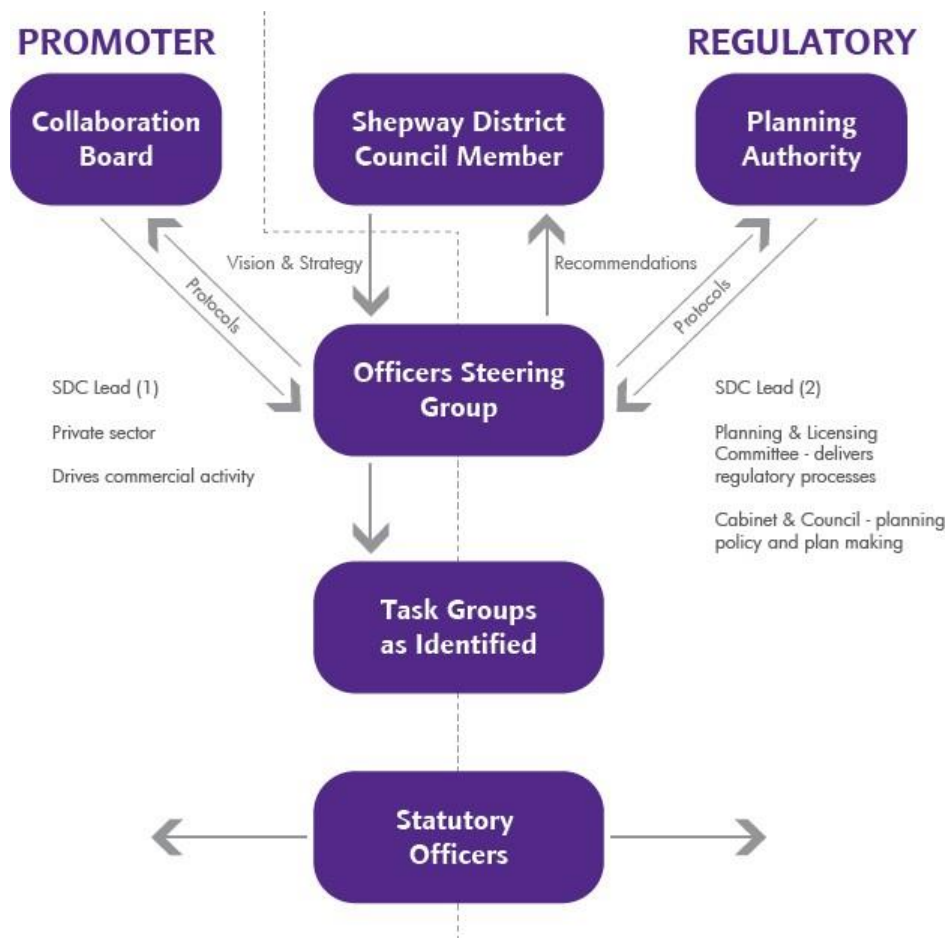 PROMOTER
REGULATORY
Collaboration
Board
Shepway District
Council Member
Planning
Authority
Vision & Strategy
Recommendations
Protocols
Protocols
Officers Steering
Group
SDC Lead (1)
Private sector
Drives commercial activity
SDC Lead (2)
Planning & Licensing
Committee - delivers
regulatory processes
Cabinet & Council - planning
policy and plan making
Task Groups
as Identified
Statutory
Officers